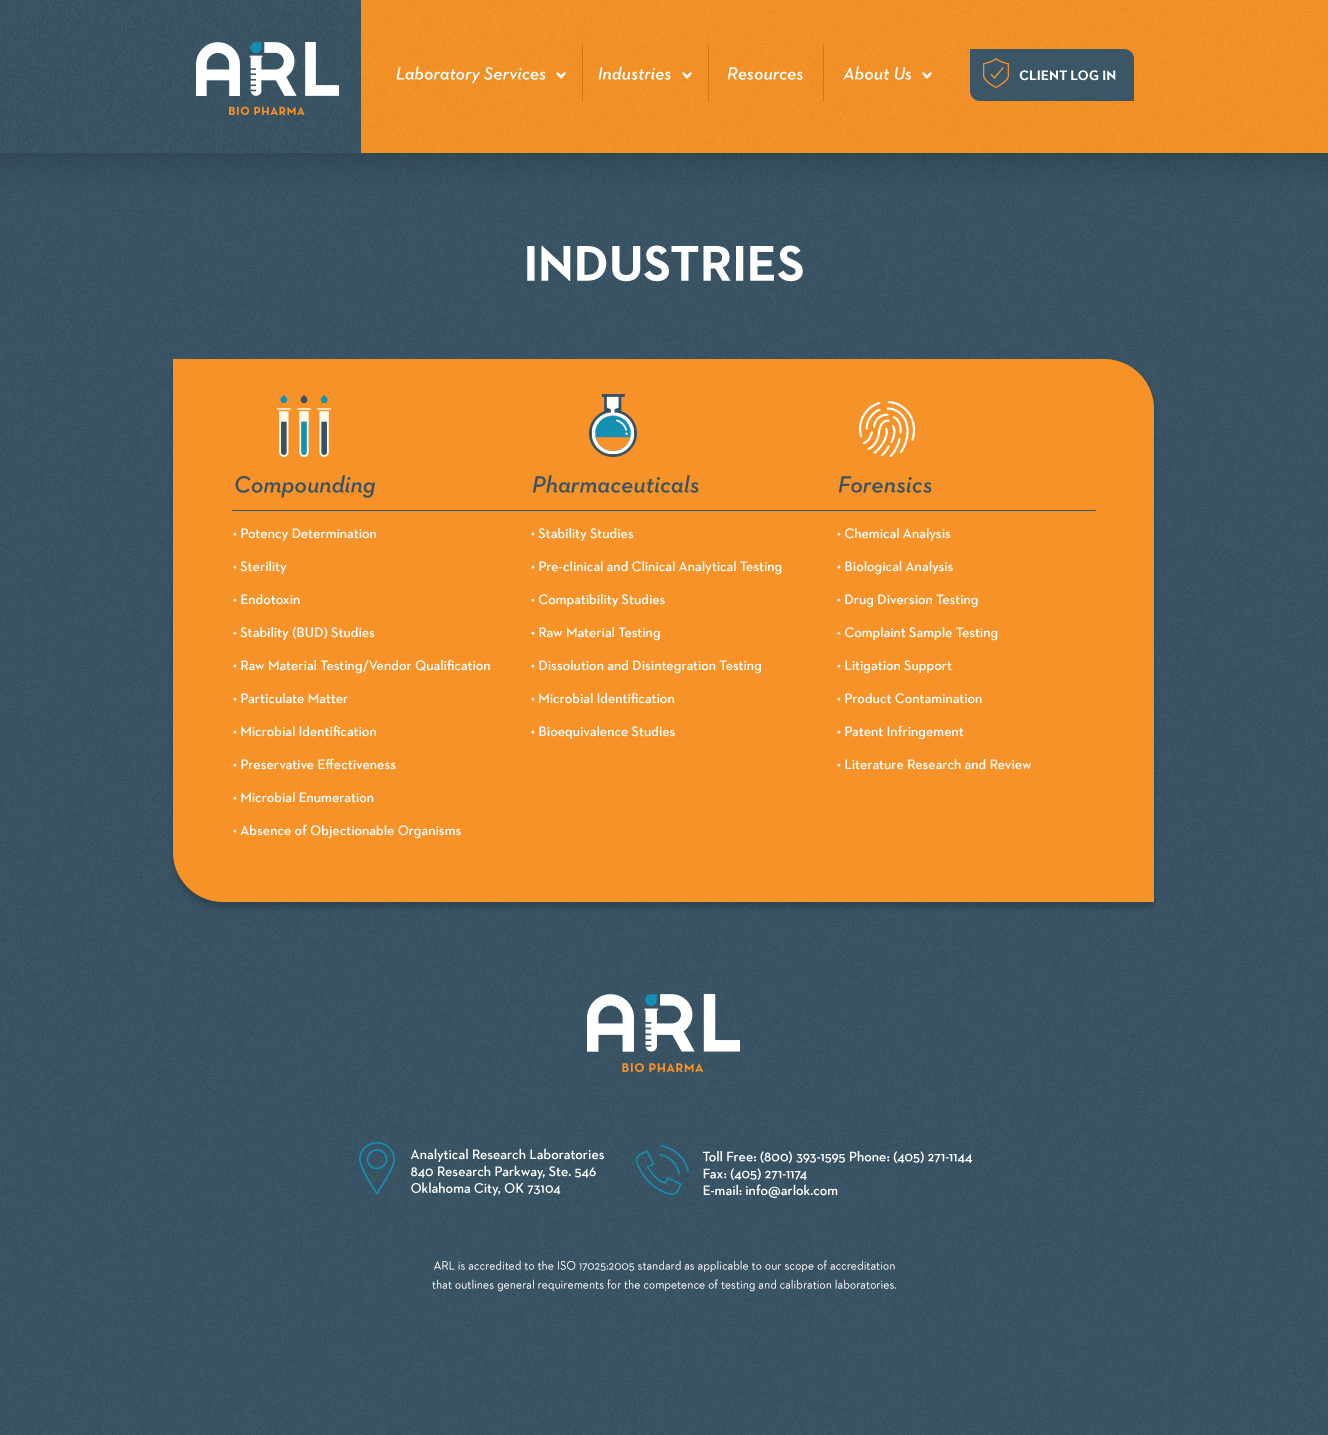 ARL
BIO PHARMA
Laboratory Services
Industries
Resources
About Us
CLIENT LOG IN
INDUSTRIES
Compounding
• Potency Determination
• Sterility
• Endotoxin
• Stability (BUD) Studies
• Raw Material Testing/Vendor Qualification
• Particulate Matter
• Microbial Identification
• Preservative Effectiveness
• Microbial Enumeration
• Absence of Objectionable Organisms
Pharmaceuticals
• Stability Studies
• Pre-clinical and Clinical Analytical Testing
• Compatibility Studies
• Raw Material Testing
• Dissolution and Disintegration Testing
• Microbial Identification
• Bioequivalence Studies
Forensics
• Chemical Analysis
• Biological Analysis
• Drug Diversion Testing
• Complaint Sample Testing
• Litigation Support
• Product Contamination
• Patent Infringement
• Literature Research and Review
ARL
BIO PHARMA
Analytical Research Laboratories
840 Research Parkway, Ste. 546
Oklahoma City, OK 73104
Toll Free: (800) 393-1595 Phone: (405) 271-1144
Fax: (405) 271-1174
E-mail: info@arlok.com
ARL is accredited to the ISO 17025:2005 standard as applicable to our scope of accreditation
that outlines general requirements for the competence of testing and calibration laboratories.